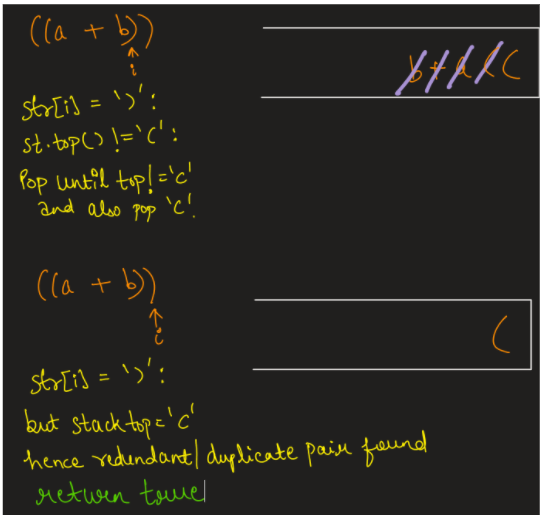 ((a + b))
i
b + a ( (
str[i] = ')':
st.top() != '(':
Pop until top != '('
and also pop '('.
((a + b))
i
(
str[i] = ')':
but stack top = '('
hence redundant/duplicate pair found
return true